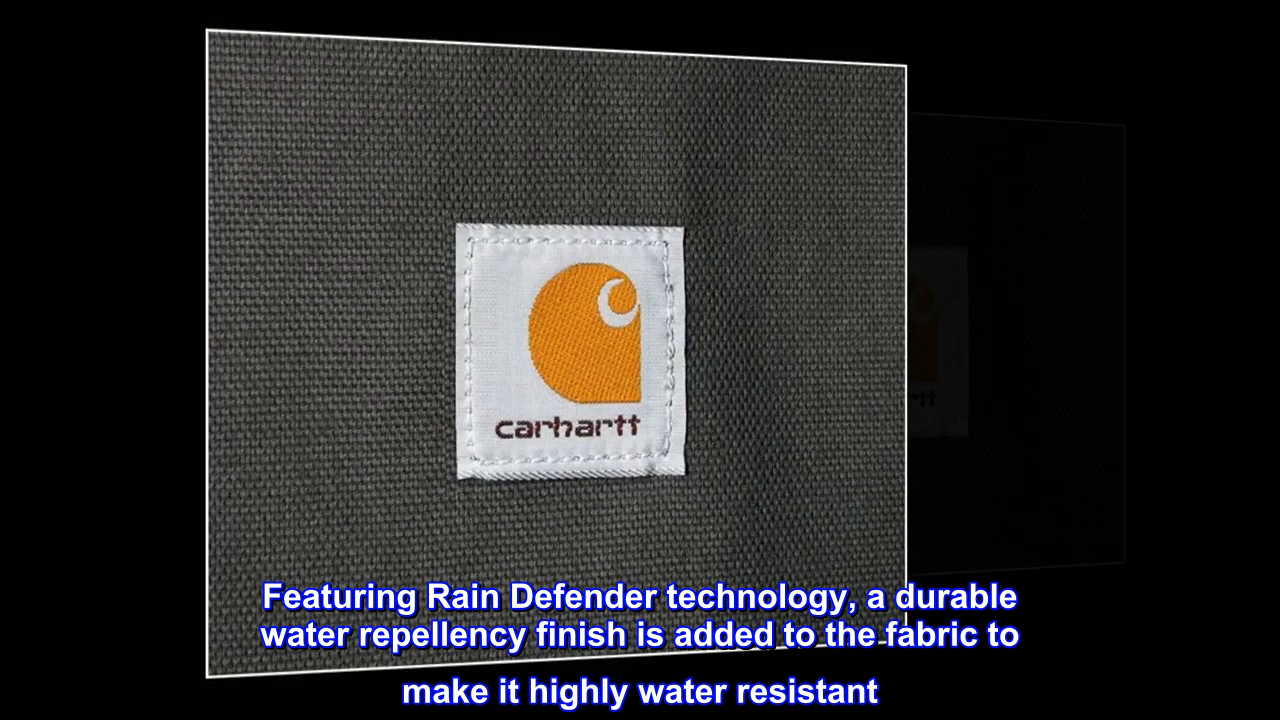 carhartt
Featuring Rain Defender technology, a durable
water repellency finish is added to the fabric to
make it highly water resistant